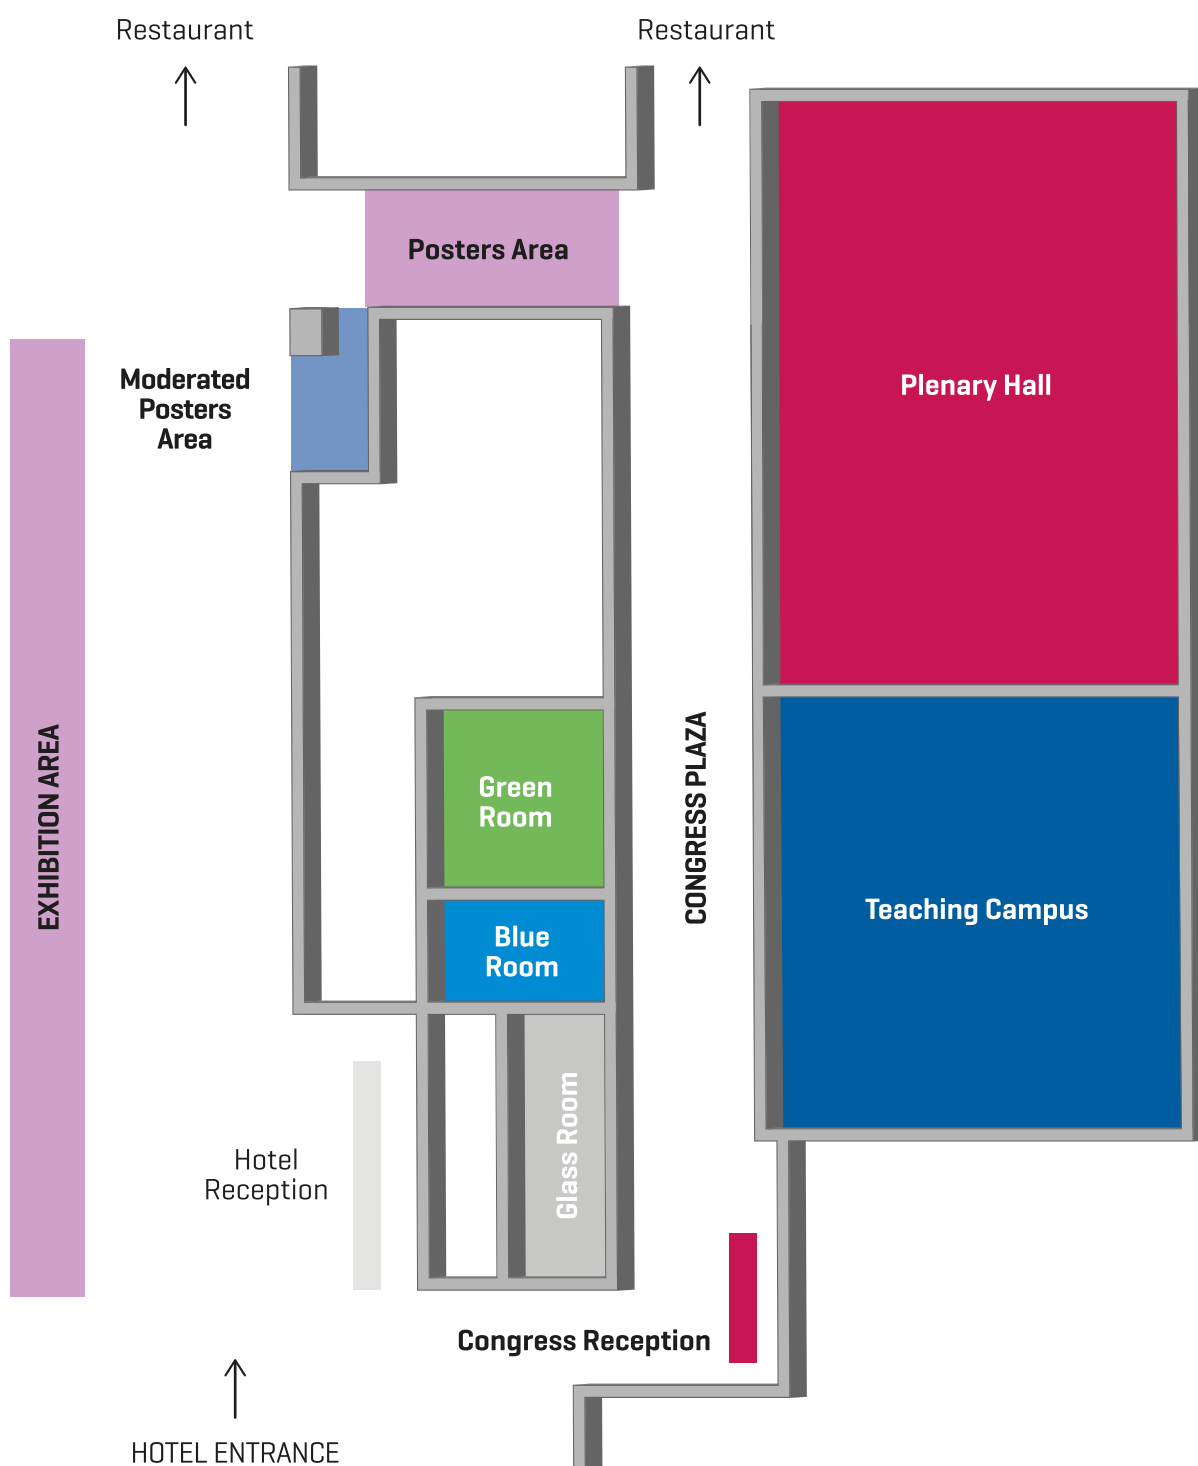 Restaurant
Restaurant
Posters Area
Moderated
Posters
Area
Plenary Hall
EXHIBITION AREA
Green
Room
CONGRESS PLAZA
Blue
Room
Teaching Campus
Glass Room
Hotel
Reception
Congress Reception
HOTEL ENTRANCE